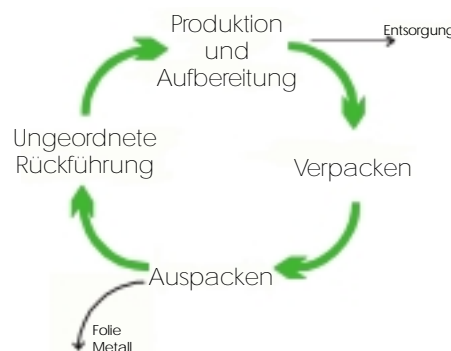 Produktion
und
Aufbereitung
Entsorgung
Verpacken
Auspacken
Folie
Metall
Ungeordnete
Rückführung